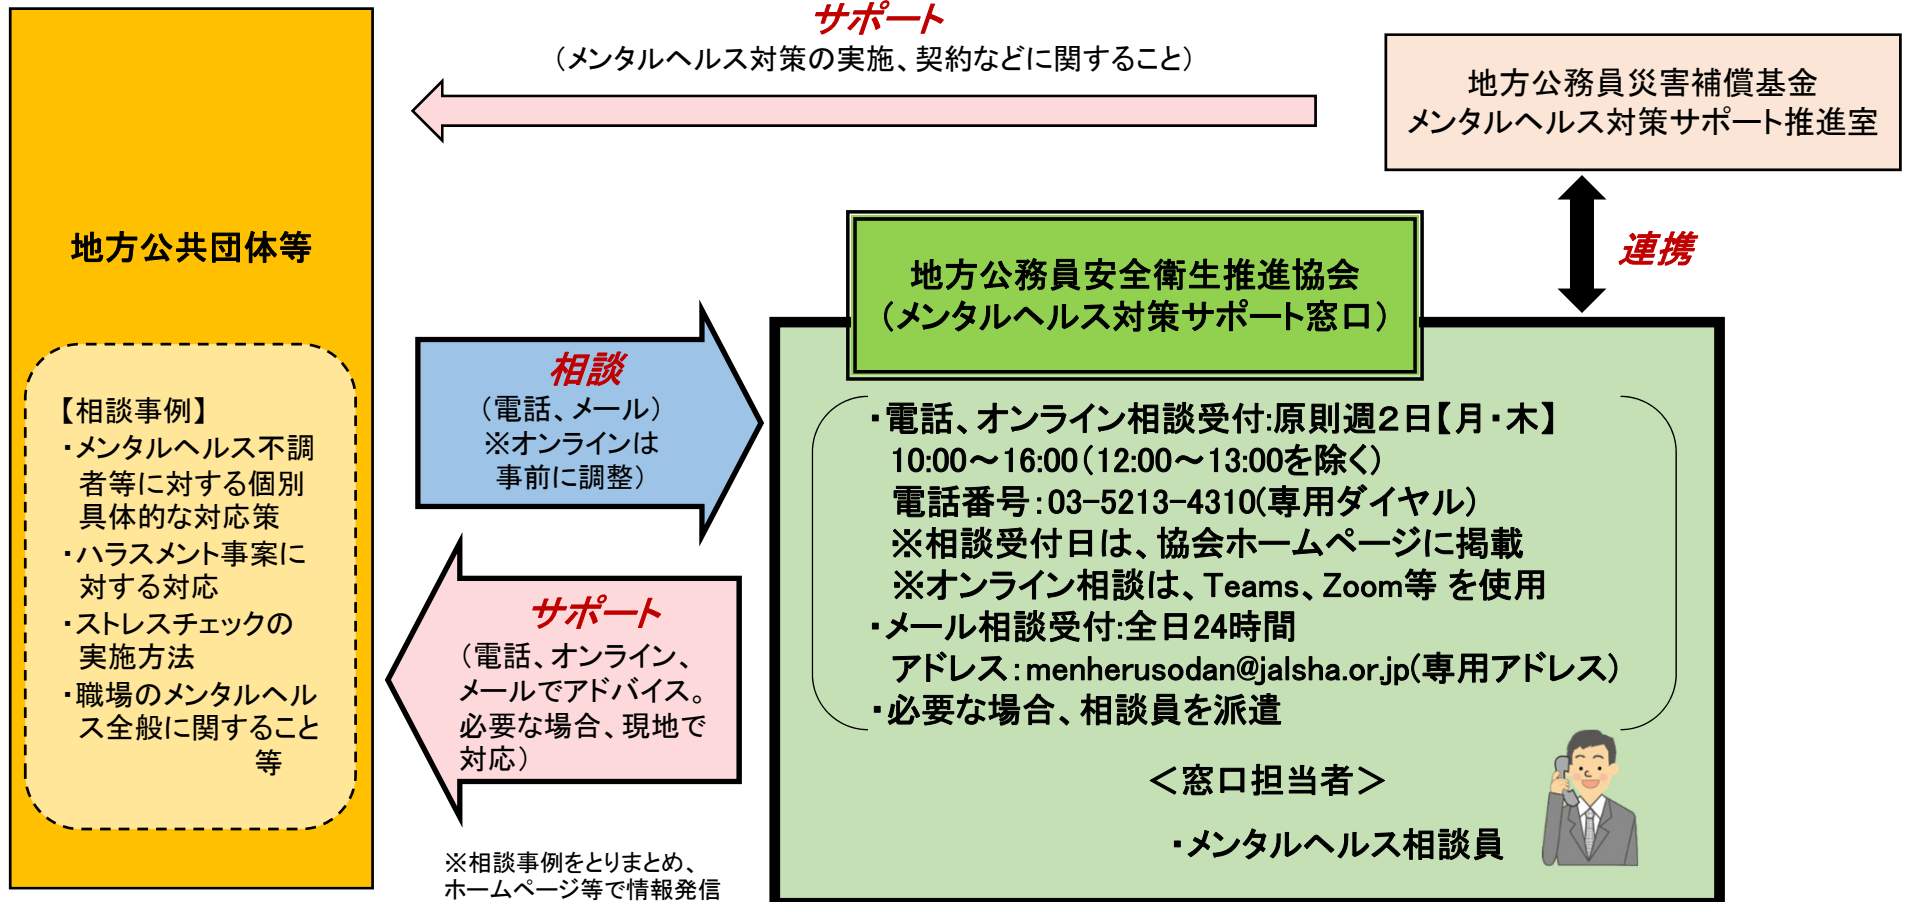 サポート
（メンタルヘルス対策の実施、契約などに関すること）
地方公務員災害補償基金
メンタルヘルス対策サポート推進室
連携
地方公共団体等
【相談事例】
・メンタルヘルス不調
者等に対する個別
具体的な対応策
・ハラスメント事案に
対する対応
・ストレスチェックの
実施方法
・職場のメンタルヘル
ス全般に関すること
等
相談
（電話、メール）
※オンラインは
事前に調整）
サポート
（電話、オンライン、
メールでアドバイス。
必要な場合、現地で
対応）
※相談事例をとりまとめ、
ホームページ等で情報発信
地方公務員安全衛生推進協会
（メンタルヘルス対策サポート窓口）
・電話、オンライン相談受付:原則週２日【月・木】
10:00～16:00（12:00～13:00を除く）
電話番号：03-5213-4310(専用ダイヤル)
※相談受付日は、協会ホームページに掲載
※オンライン相談は、Teams、Zoom等 を使用
・メール相談受付:全日24時間
アドレス：menherusodan@jalsha.or.jp(専用アドレス)
・必要な場合、相談員を派遣
＜窓口担当者＞
・メンタルヘルス相談員